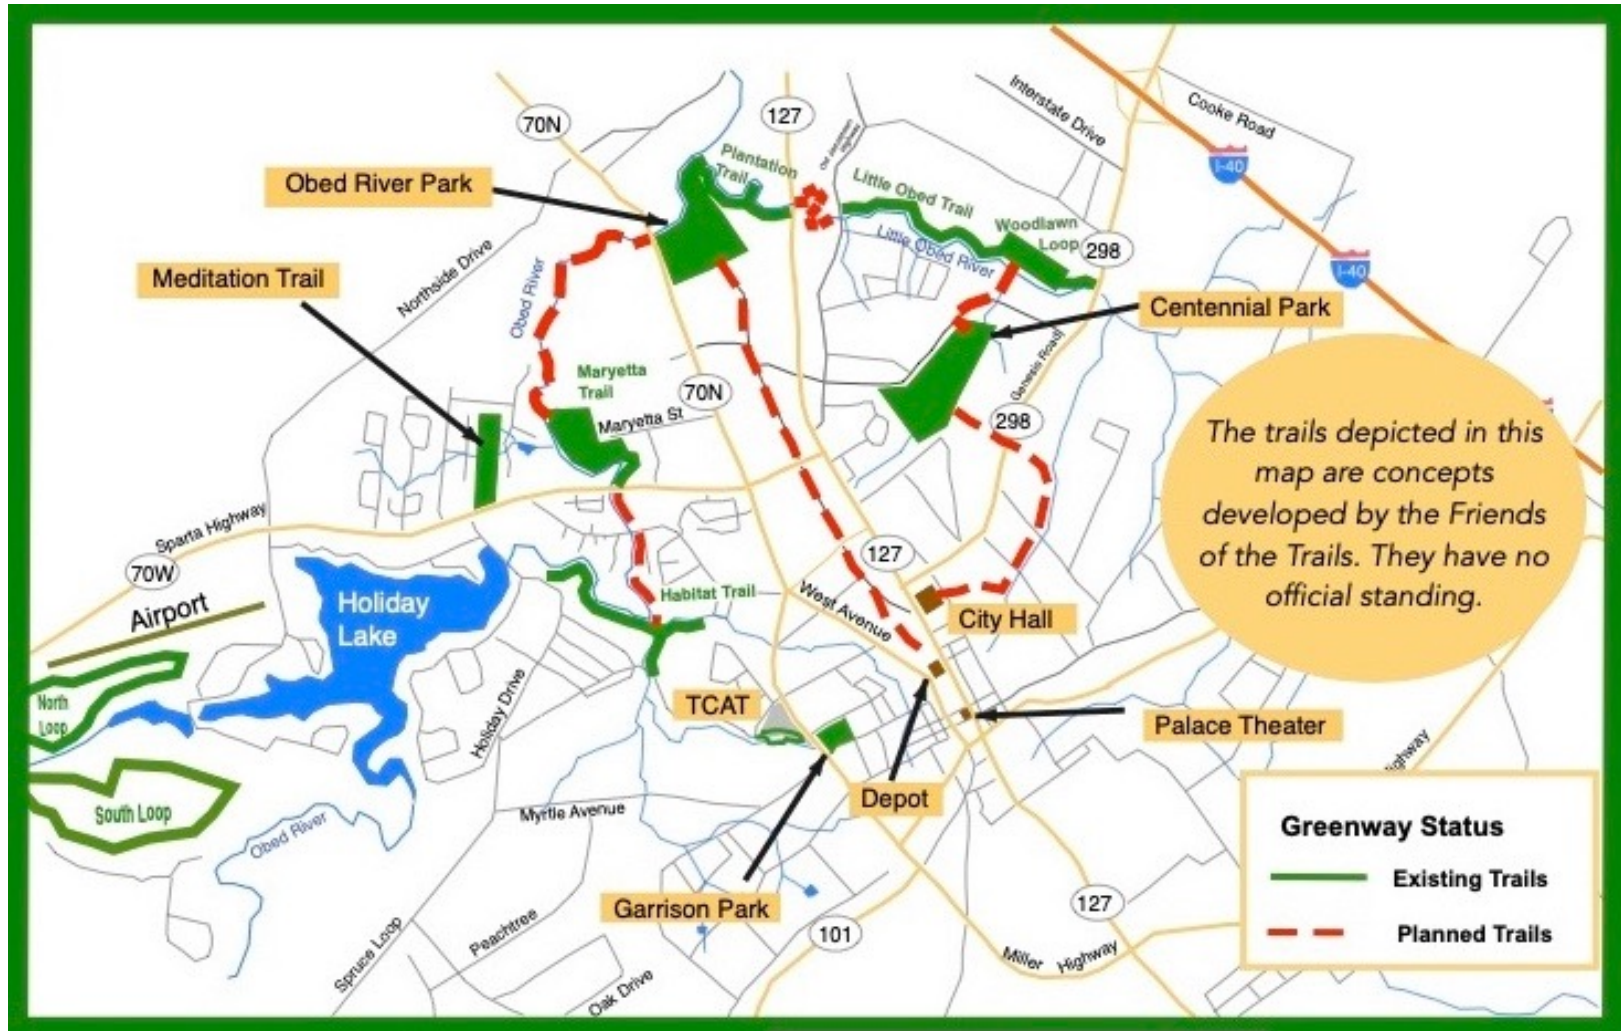 Interstate Drive
Cooke Road
70N
127
Old Jamestown
Highway
I-40
Plantation
Trail
Obed River Park
Little Obed Trail
Woodlawn
Loop
Little Obed River
298
Northside Drive
I-40
Meditation Trail
Obed River
Centennial Park
Genesis Road
Maryetta
Trail
70N
Maryetta St
298
The trails depicted in this
map are concepts
developed by the Friends
of the Trails. They have no
official standing.
Sparta Highway
70W
127
Airport
Holiday
Lake
Habitat Trail
West Avenue
City Hall
North
Loop
Holiday Drive
TCAT
Palace Theater
ighway
Depot
South Loop
Myrtle Avenue
Obed River
Greenway Status
Existing Trails
Planned Trails
Garrison Park
127
101
Peachtree
Spruce Loop
Miller Highway
Oak Drive